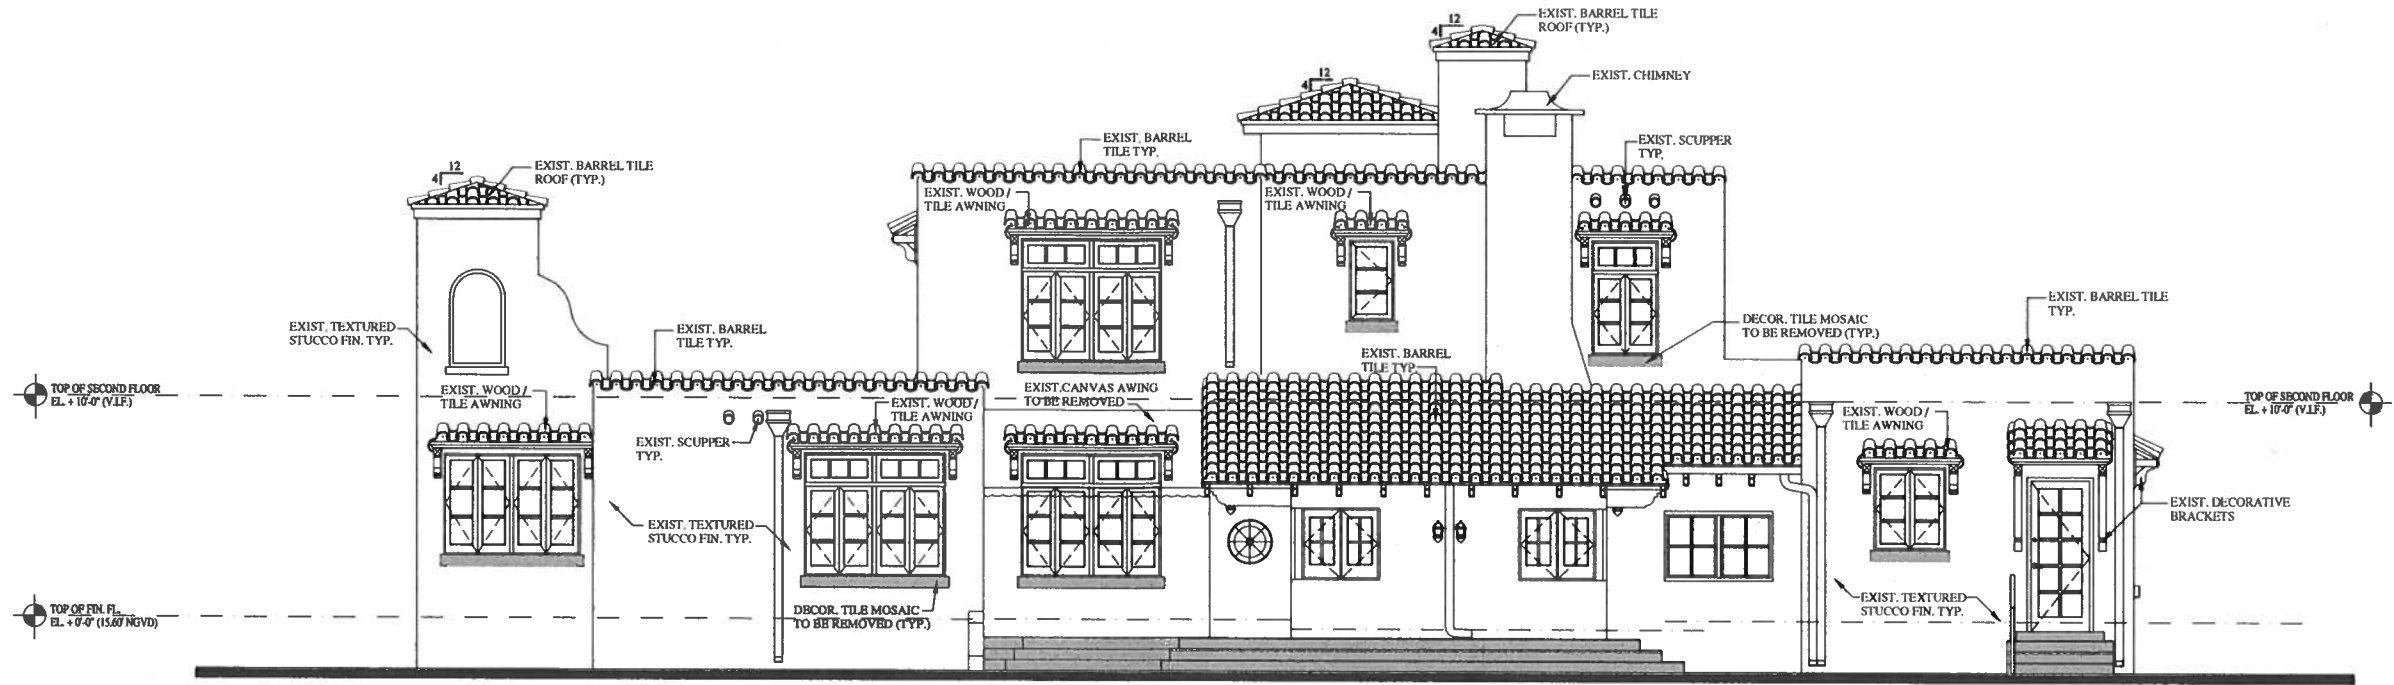 12
4
EXIST. BARREL TILE
ROOF (TYP.)
EXIST. CHIMNEY
12
4
EXIST. BARREL
TILE TYP.
EXIST. SCUPPER
TYP.
12
4
EXIST. BARREL TILE
ROOF (TYP.)
EXIST. WOOD /
TILE AWNING
EXIST. WOOD /
TILE AWNING
EXIST. BARREL TILE
TYP.
EXIST. TEXTURED
STUCCO FIN. TYP.
EXIST. BARREL
TILE TYP.
DECOR. TILE MOSAIC
TO BE REMOVED (TYP.)
EXIST. BARREL
TILE TYP.
TOP OF SECOND FLOOR
EL. + 10'-0" (V.I.F.)
EXIST. WOOD /
TILE AWNING
EXIST. WOOD /
TILE AWNING
EXIST.CANVAS AWING
TO BE REMOVED
TOP OF SECOND FLOOR
EL. + 10'-0" (V.I.F.)
EXIST. WOOD /
TILE AWNING
EXIST. SCUPPER
TYP.
EXIST. DECORATIVE
BRACKETS
EXIST. TEXTURED
STUCCO FIN. TYP.
TOP OF FIN. FL.
EL. + 0'-0" (15.60' NGVD)
DECOR. TILE MOSAIC
TO BE REMOVED (TYP.)
EXIST. TEXTURED
STUCCO FIN. TYP.